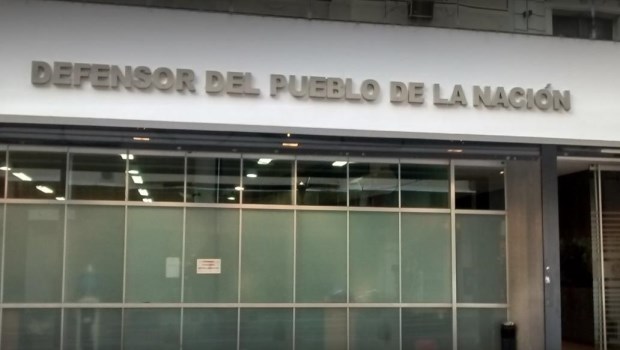 DEFENSOR DEL PUEBLO DE LA NACIÓN